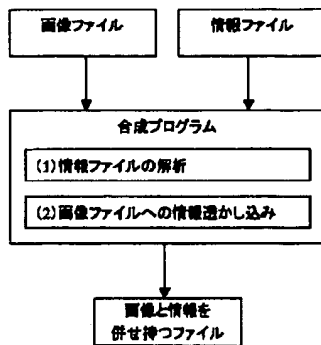 画像ファイル
情報ファイル
合成プログラム
(1)情報ファイルの解析
(2)画像ファイルへの情報透かし込み
画像と情報を
併せ持つファイル